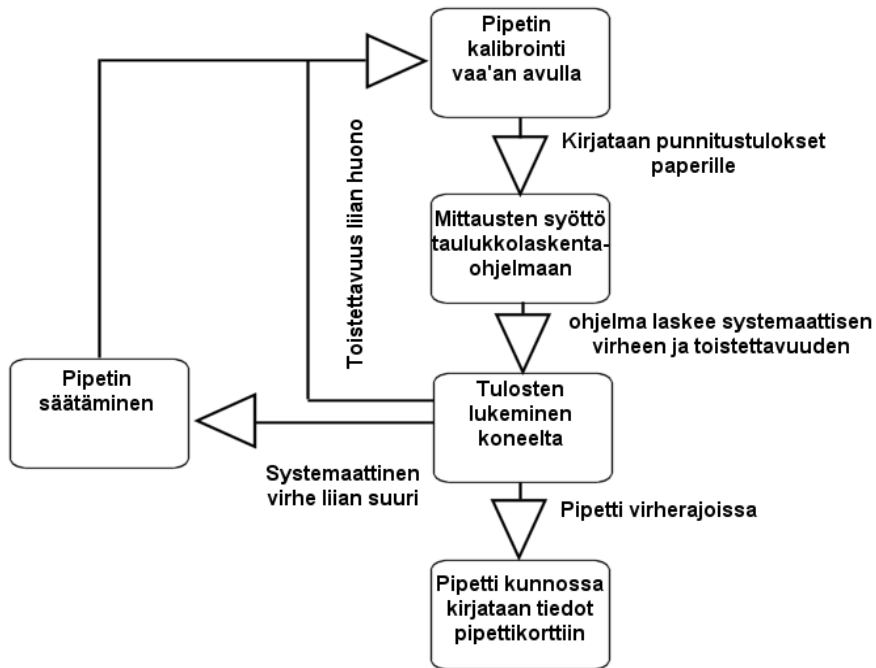 Pipetin
kalibrointi
vaa'an avulla
Kirjataan punnitustulokset
paperille
Toistettavuus liian huono
Mittausten syöttö
taulukkolaskenta-
ohjelmaan
ohjelma laskee systemaattisen
virheen ja toistettavuuden
Pipetin
säätäminen
Tulosten
lukeminen
koneelta
Systemaattinen
virhe liian suuri
Pipetti virherajoissa
Pipetti kunnossa
kirjataan tiedot
pipettikorttiin